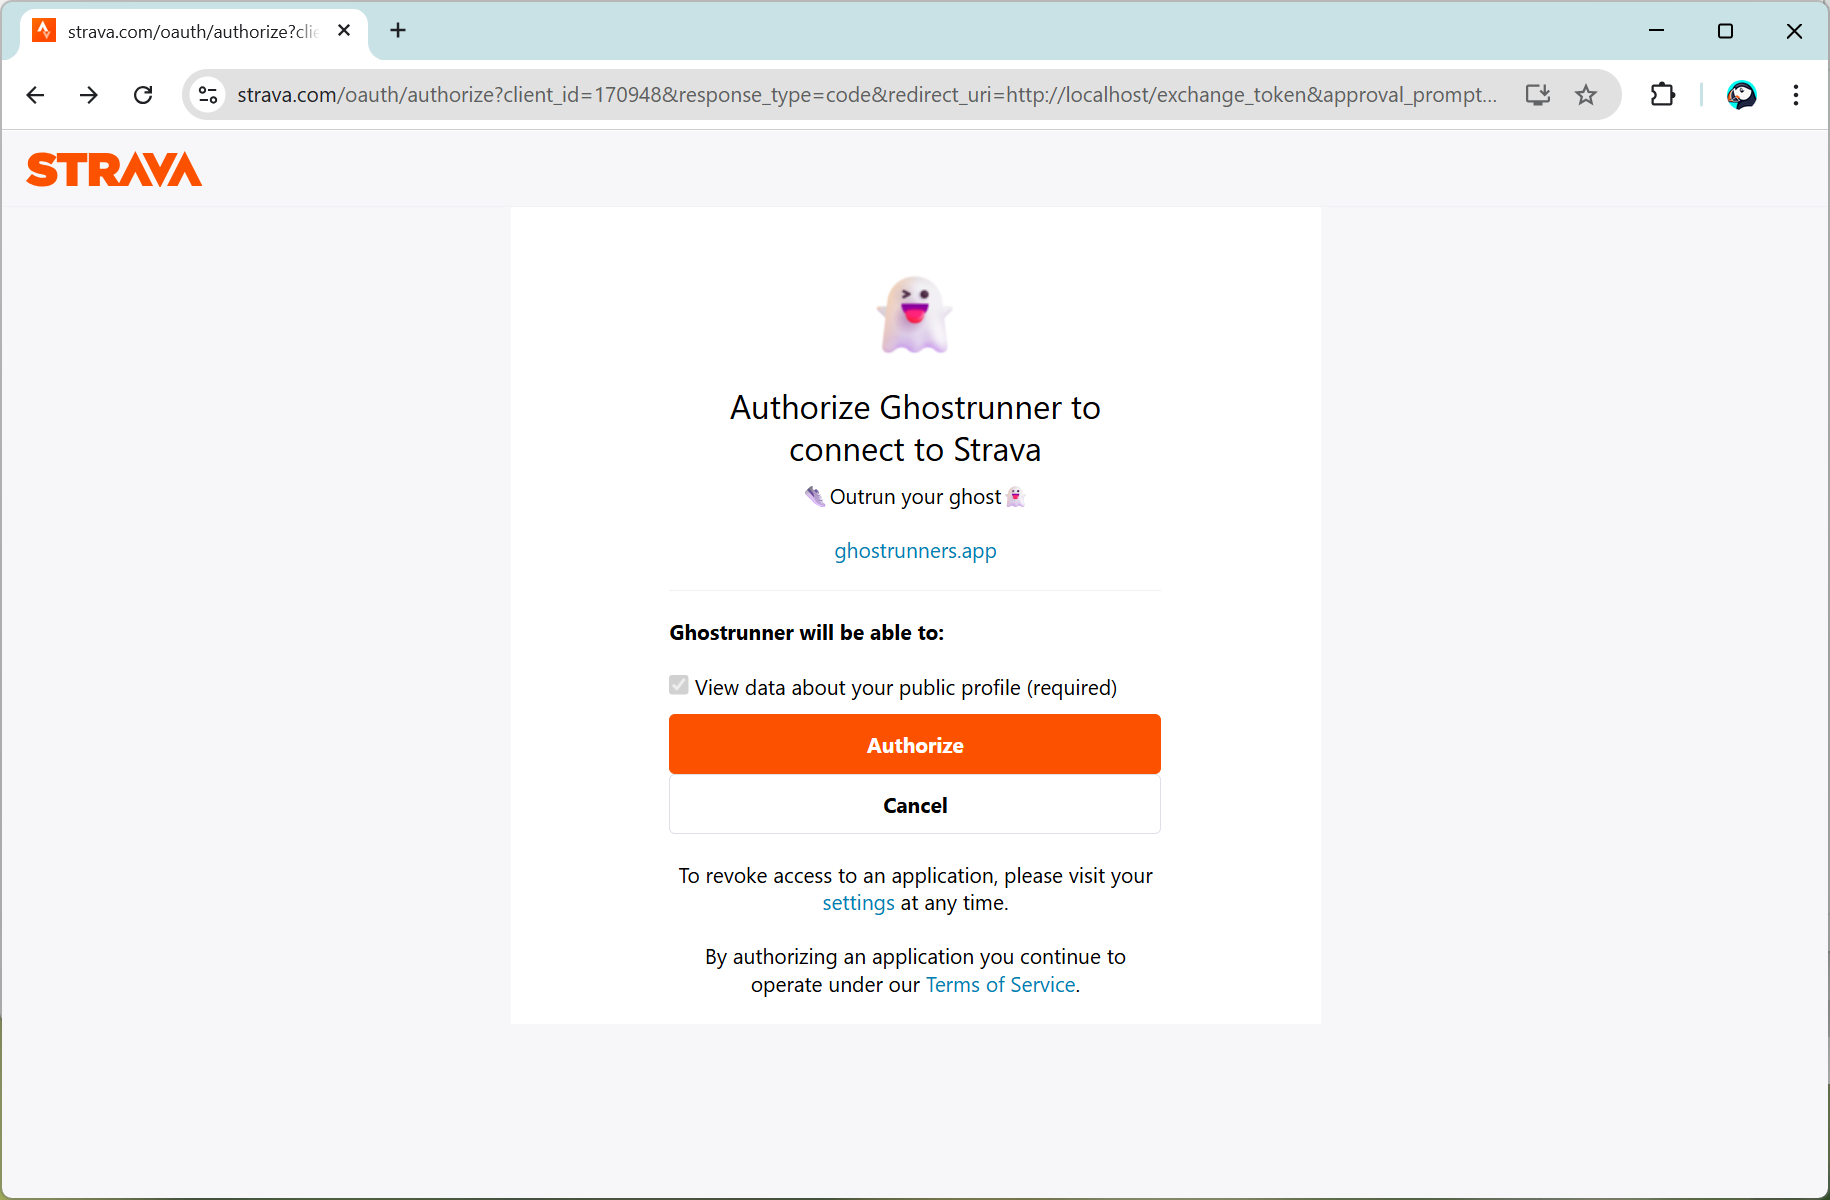 strava.com/oauth/authorize?clie
strava.com/oauth/authorize?client_id=170948&response_type=code&redirect_uri=http://localhost/exchange_token&approval_prompt...
STRAVA
Authorize Ghostrunner to
connect to Strava
Outrun your ghost
ghostrunners.app
Ghostrunner will be able to:
View data about your public profile (required)
Authorize
Cancel
To revoke access to an application, please visit your
settings at any time.
By authorizing an application you continue to
operate under our Terms of Service.